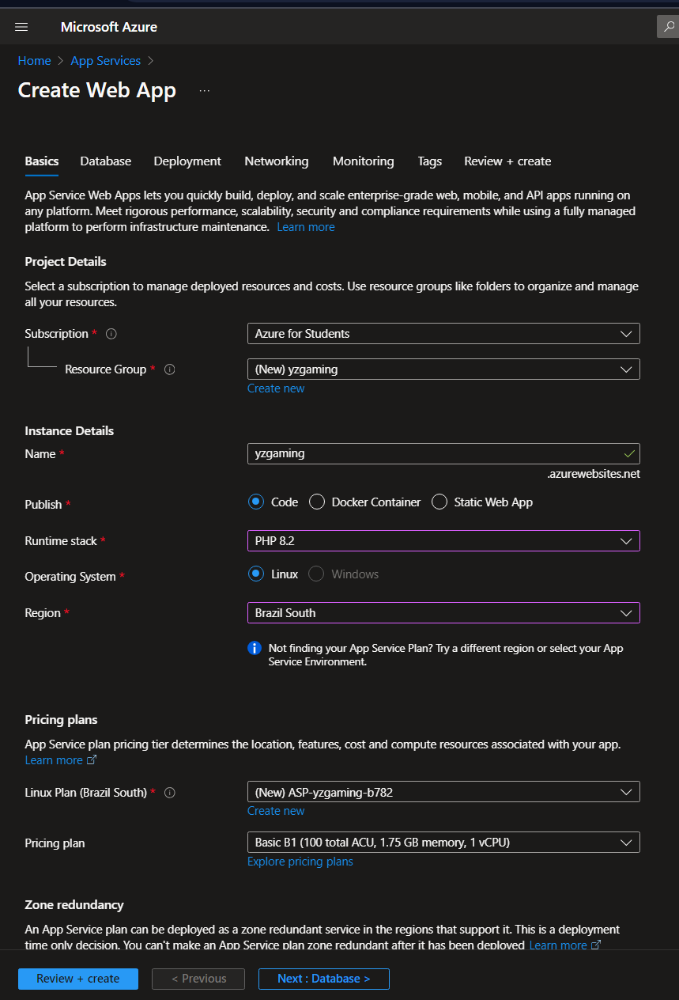 Microsoft Azure
Home > App Services >
Create Web App ...
Basics Database Deployment Networking Monitoring Tags Review + create
App Service Web Apps lets you quickly build, deploy, and scale enterprise-grade web, mobile, and API apps running on
any platform. Meet rigorous performance, scalability, security and compliance requirements while using a fully managed
platform to perform infrastructure maintenance. Learn more
Project Details
Select a subscription to manage deployed resources and costs. Use resource groups like folders to organize and manage
all your resources.
Subscription * Azure for Students
Resource Group * (New) yzgaming
Create new
Instance Details
Name * yzgaming
.azurewebsites.net
Publish * Code Docker Container Static Web App
Runtime stack * PHP 8.2
Operating System * Linux Windows
Region * Brazil South
Not finding your App Service Plan? Try a different region or select your App
Service Environment.
Pricing plans
App Service plan pricing tier determines the location, features, cost and compute resources associated with your app.
Learn more
Linux Plan (Brazil South) * (New) ASP-yzgaming-b782
Create new
Pricing plan Basic B1 (100 total ACU, 1.75 GB memory, 1 vCPU)
Explore pricing plans
Zone redundancy
An App Service plan can be deployed as a zone redundant service in the regions that support it. This is a deployment
time only decision. You can't make an App Service plan zone redundant after it has been deployed Learn more
Review + create < Previous Next : Database >